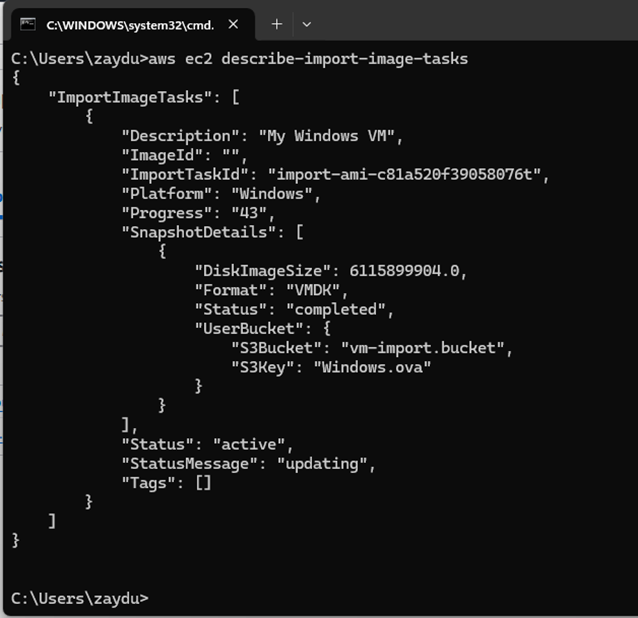 C:\WINDOWS\system32\cmd.
C:\Users\zaydu>aws ec2 describe-import-image-tasks
{
    "ImportImageTasks": [
        {
            "Description": "My Windows VM",
            "ImageId": "",
            "ImportTaskId": "import-ami-c81a520f39058076t",
            "Platform": "Windows",
            "Progress": "43",
            "SnapshotDetails": [
                {
                    "DiskImageSize": 6115899904.0,
                    "Format": "VMDK",
                    "Status": "completed",
                    "UserBucket": {
                        "S3Bucket": "vm-import.bucket",
                        "S3Key": "Windows.ova"
                    }
                }
            ],
            "Status": "active",
            "StatusMessage": "updating",
            "Tags": []
        }
    ]
}
C:\Users\zaydu>